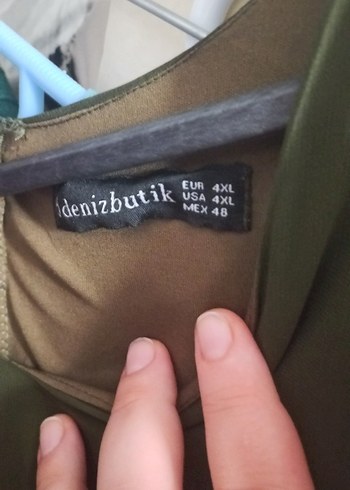 denizbutik
EUR 4XL
USA 4XL
MEX 48